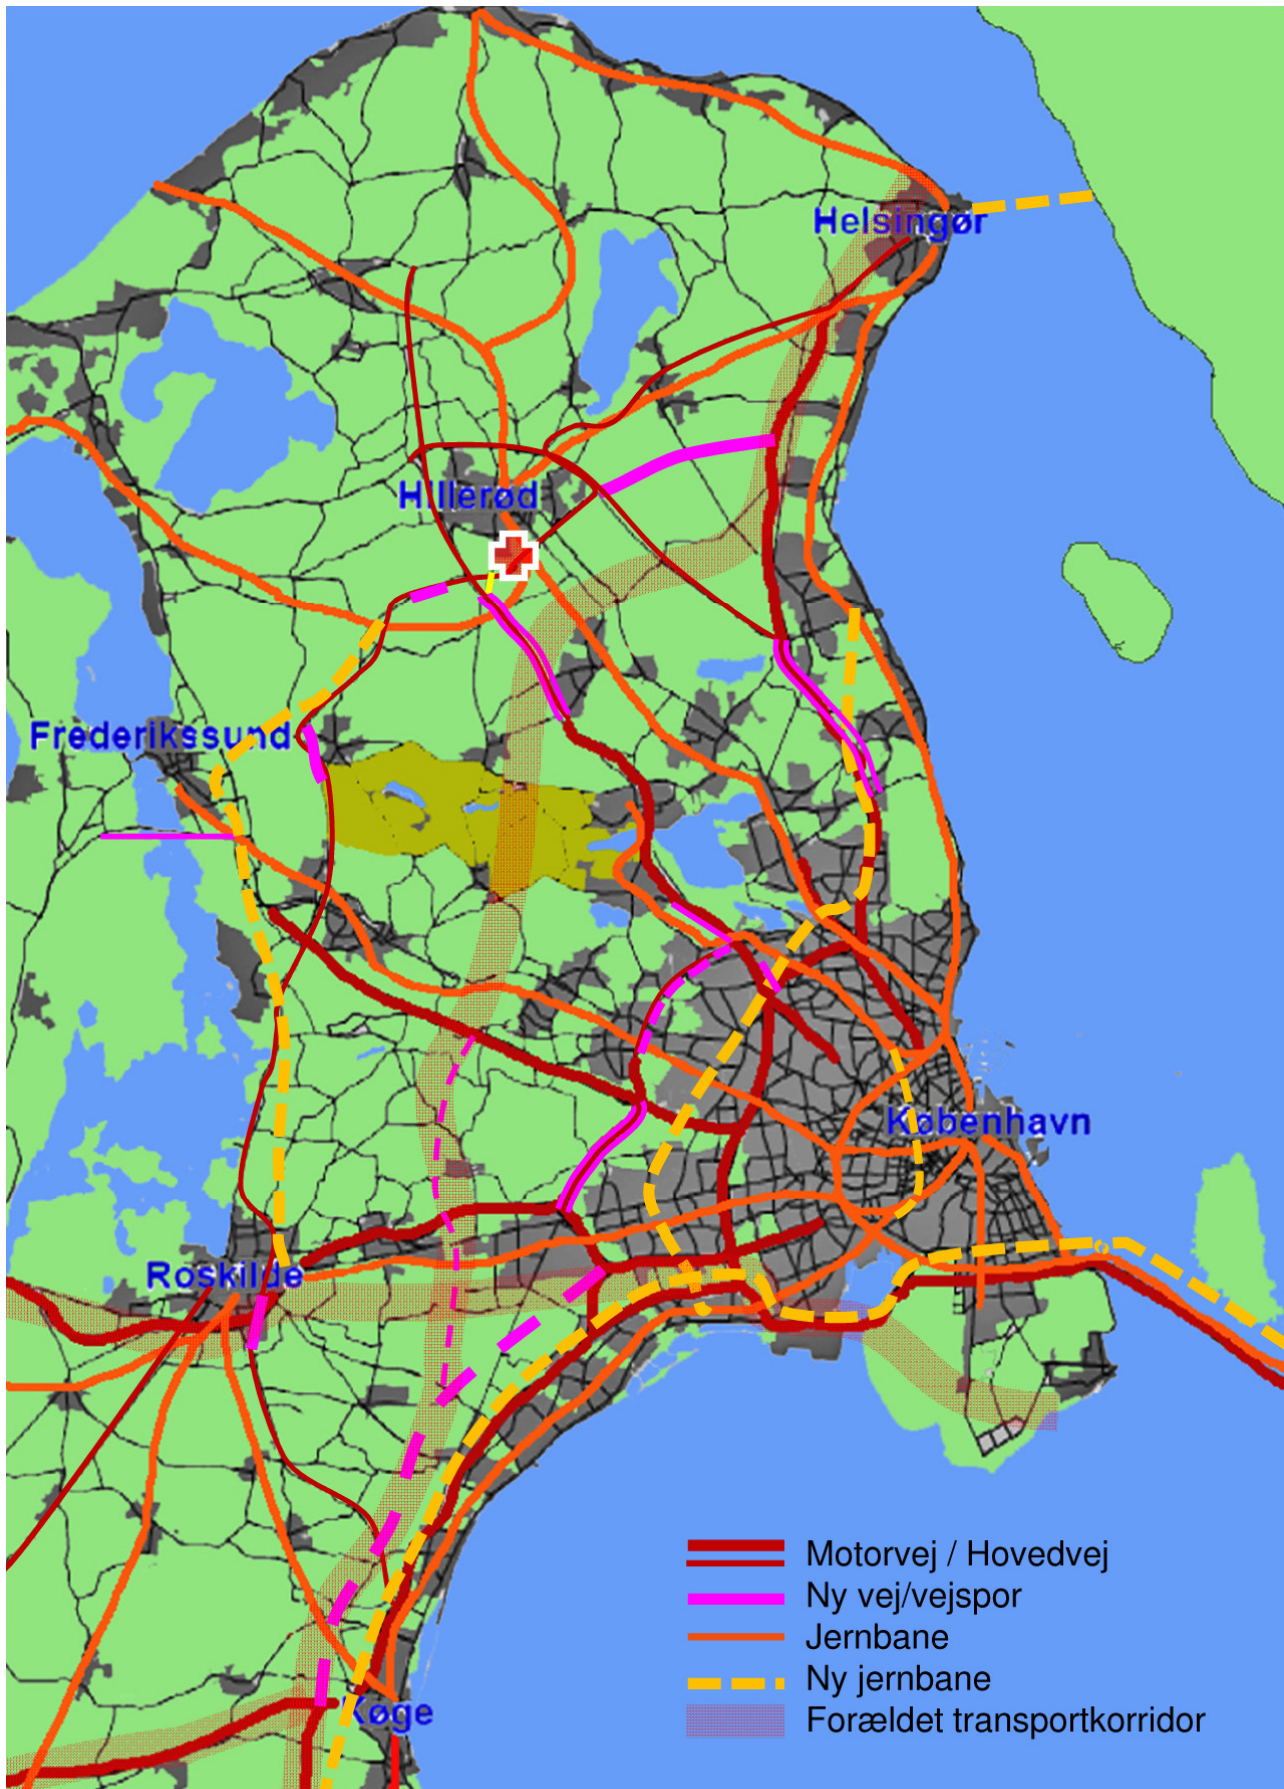 Helsingør
Hillerød
Frederikssund
København
Roskilde
Køge
Motorvej / Hovedvej
Ny vej/vejspor
Jernbane
Ny jernbane
Forældet transportkorridor